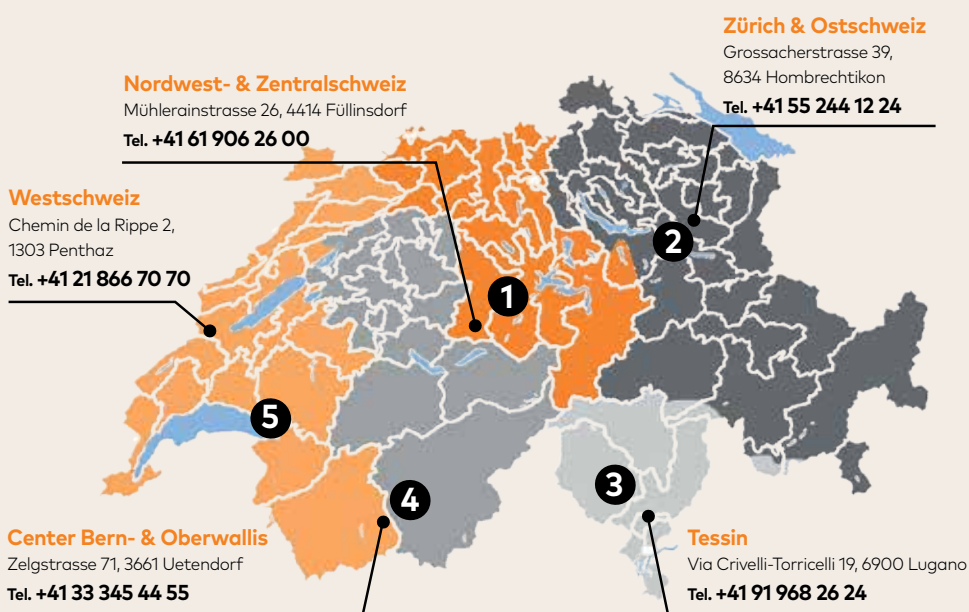 Zürich & Ostschweiz
Grossacherstrasse 39,
8634 Hombrechtikon
Tel. +41 55 244 12 24
Nordwest- & Zentralschweiz
Mühlerainstrasse 26, 4414 Füllinsdorf
Tel. +41 61 906 26 00
Westschweiz
Chemin de la Rippe 2,
1303 Penthaz
Tel. +41 21 866 70 70
2
1
5
4
3
Center Bern- & Oberwallis
Zelgstrasse 71, 3661 Uetendorf
Tel. +41 33 345 44 55
Tessin
Via Crivelli-Torricelli 19, 6900 Lugano
Tel. +41 91 968 26 24